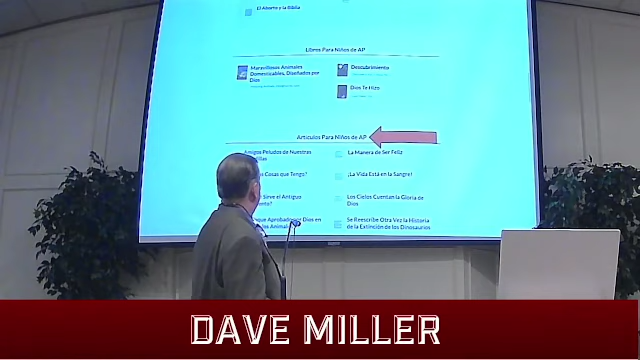 El Aborto y la Biblia
Libros Para Niños de AP
Maravillosos Animales
Domesticables, Diseñados por
Dios
Descubrimiento
Dios Te Hizo
Artículos Para Niños de AP
Amigos Peludos de Nuestras
La Manera de Ser Feliz
Cosas que Tengo?
¡La Vida Está en la Sangre!
Sirve el Antiguo
Los Cielos Cuentan la Gloria de
Dios
que Aprobado por Dios en
Se Reescribe Otra Vez la Historia
de la Extinción de los Dinosaurios
DAVE MILLER